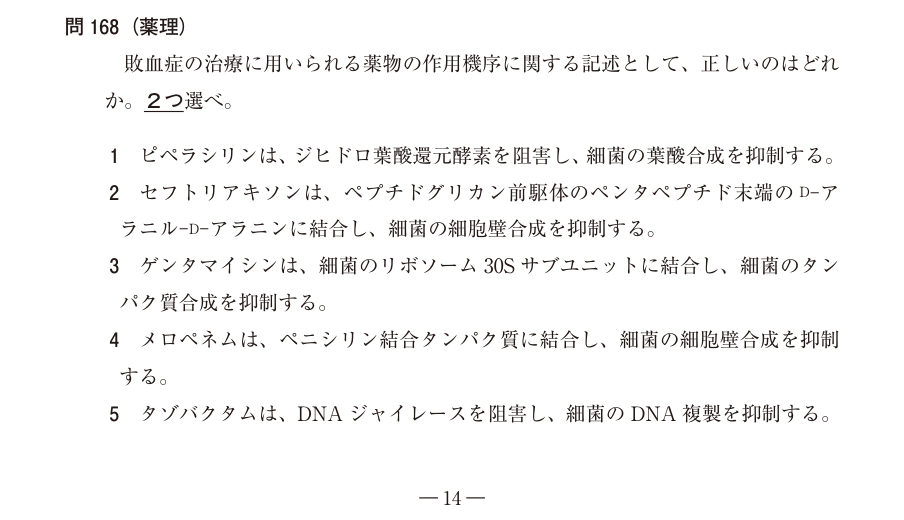 問 168（薬理）
敗血症の治療に用いられる薬物の作用機序に関する記述として、正しいのはどれ
か。２つ選べ。
1　ピペラシリンは、ジヒドロ葉酸還元酵素を阻害し、細菌の葉酸合成を抑制する。
2　セフトリアキソンは、ペプチドグリカン前駆体のペンタペプチド末端の D-ア
ラニル-D-アラニンに結合し、細菌の細胞壁合成を抑制する。
3　ゲンタマイシンは、細菌のリボソーム 30S サブユニットに結合し、細菌のタン
パク質合成を抑制する。
4　メロペネムは、ペニシリン結合タンパク質に結合し、細菌の細胞壁合成を抑制
する。
5　タゾバクタムは、DNA ジャイレースを阻害し、細菌の DNA 複製を抑制する。
— 14 —